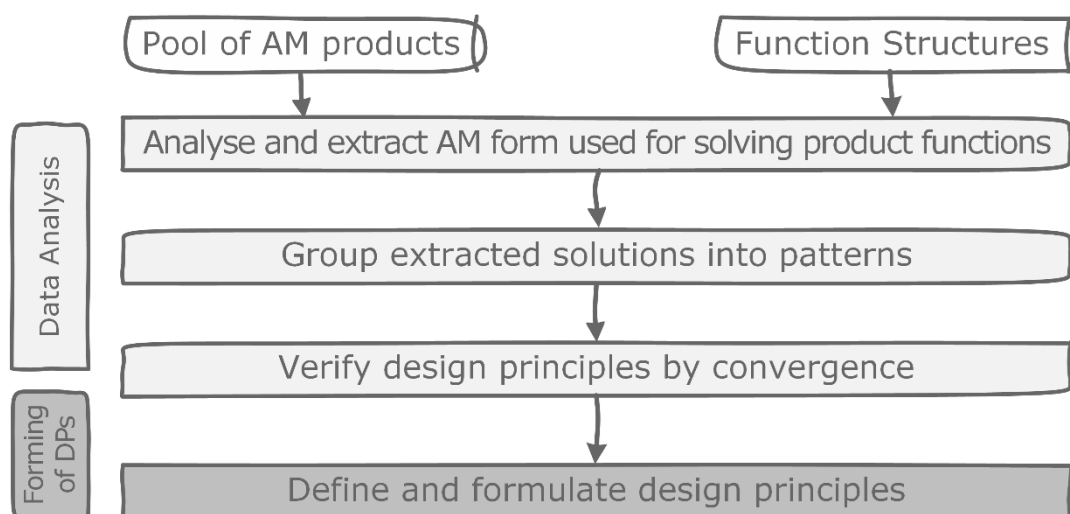 Pool of AM products
Function Structures
Analyse and extract AM form used for solving product functions
Data Analysis
Group extracted solutions into patterns
Verify design principles by convergence
Forming
of DPs
Define and formulate design principles